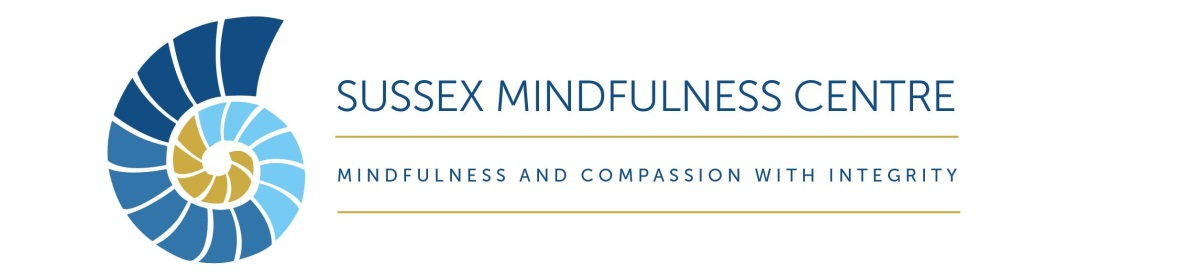 SUSSEX MINDFULNESS CENTRE
MINDFULNESS AND COMPASSION WITH INTEGRITY